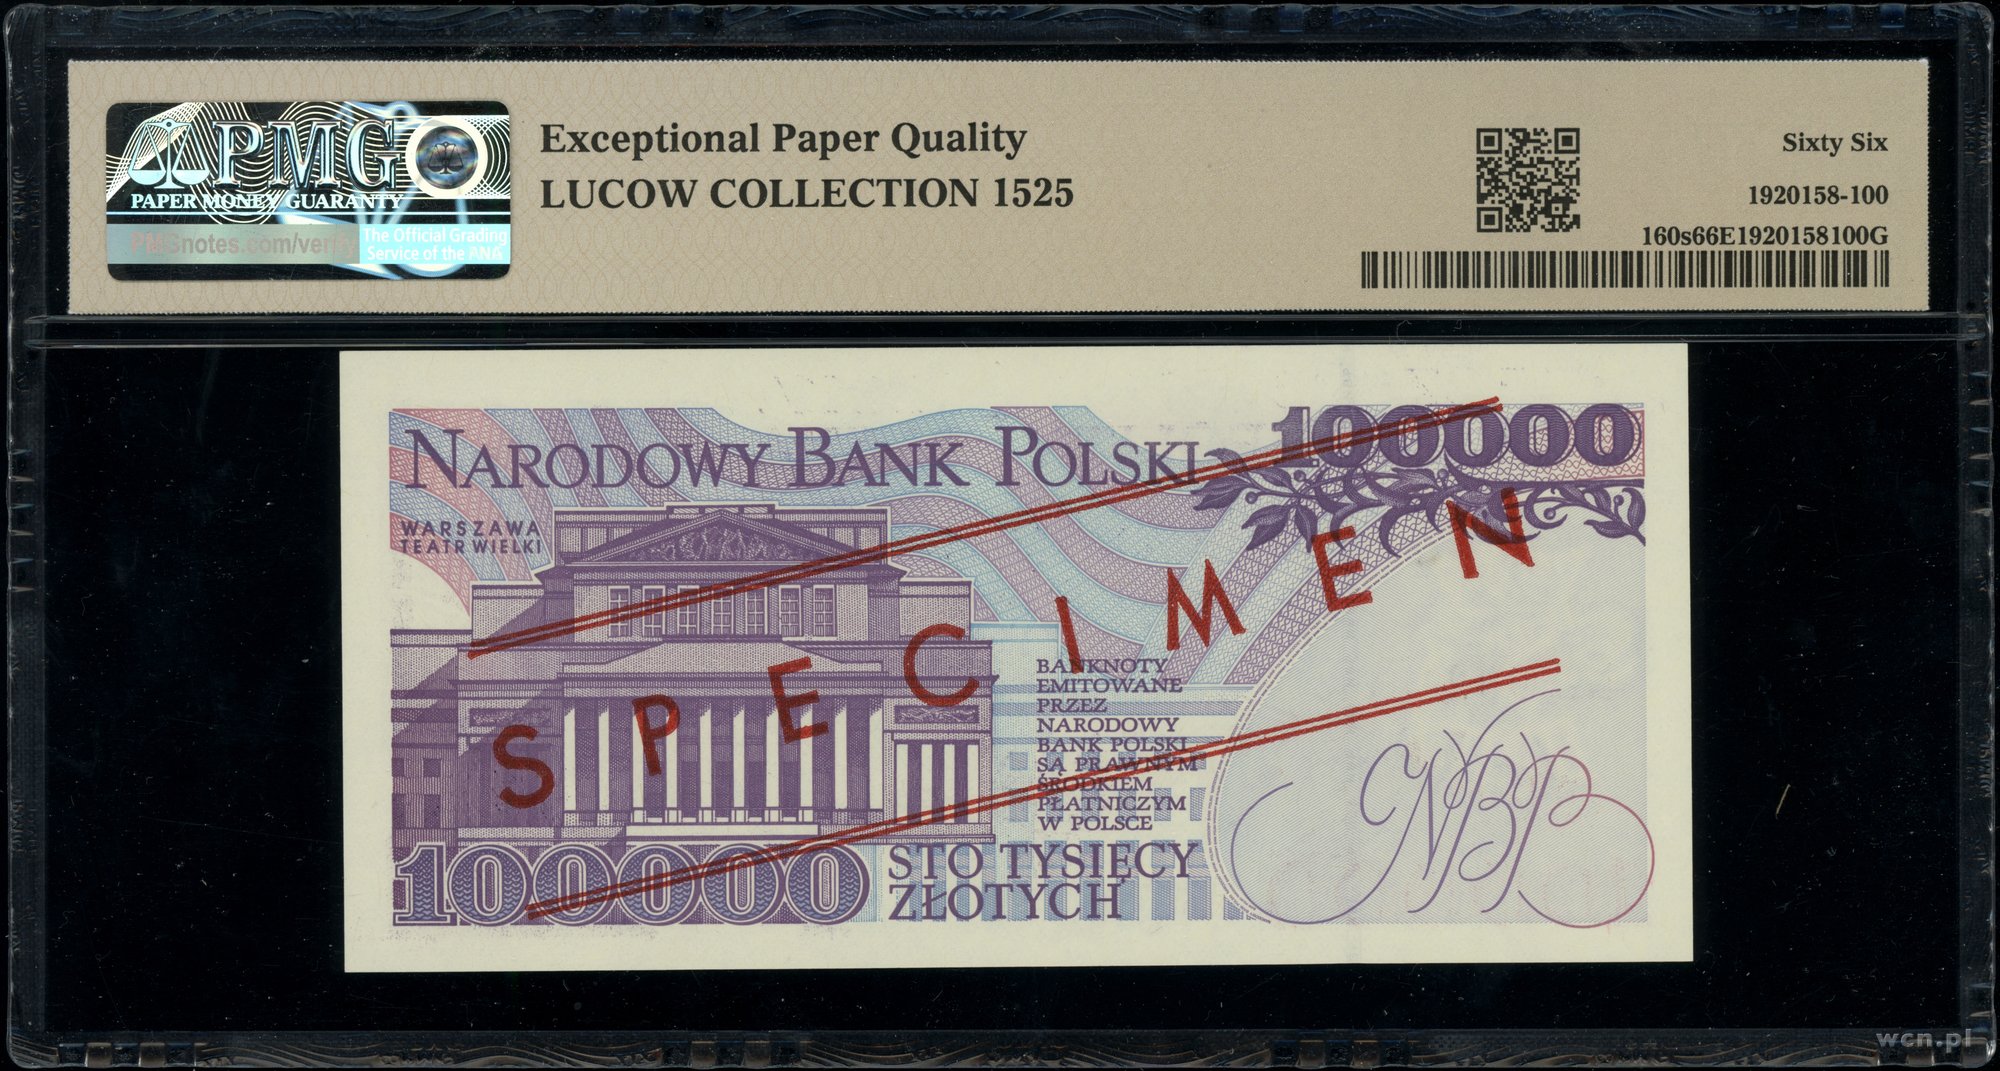 PMG
PAPER MONEY GUARANTY
PMGnotes.com/verify
The Official Grading
Service of the ANA
Exceptional Paper Quality
LUCOW COLLECTION 1525
Sixty Six
1920158-100
160s66E1920158100G
NARODOWY BANK POLSKI
100000
WARSZAWA
TEATR WIELKI
SPECIMEN
BANKNOTY
EMITOWANE
PRZEZ
NARODOWY
BANK POLSKI
SĄ PRAWNYM
ŚRODKIEM
PŁATNICZYM
W POLSCE
100000
STO TYSIĘCY
ZŁOTYCH
NBP
wcn.pl